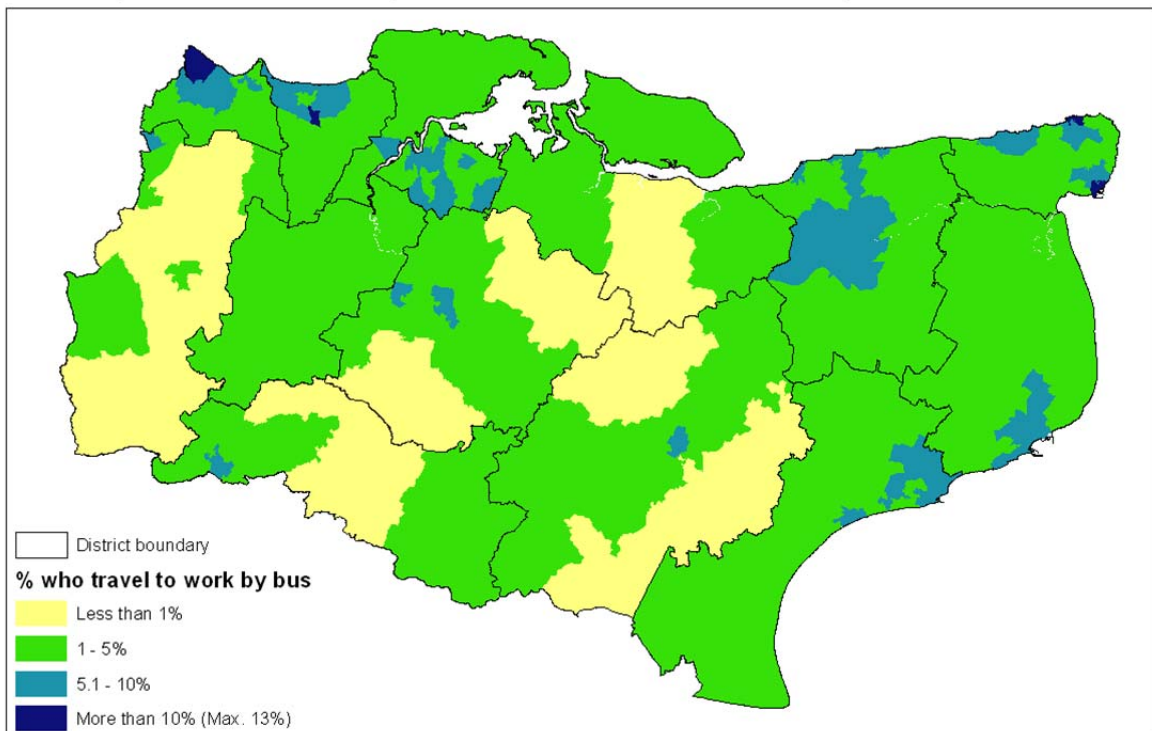 District boundary
% who travel to work by bus
Less than 1%
1 - 5%
5.1 - 10%
More than 10% (Max. 13%)